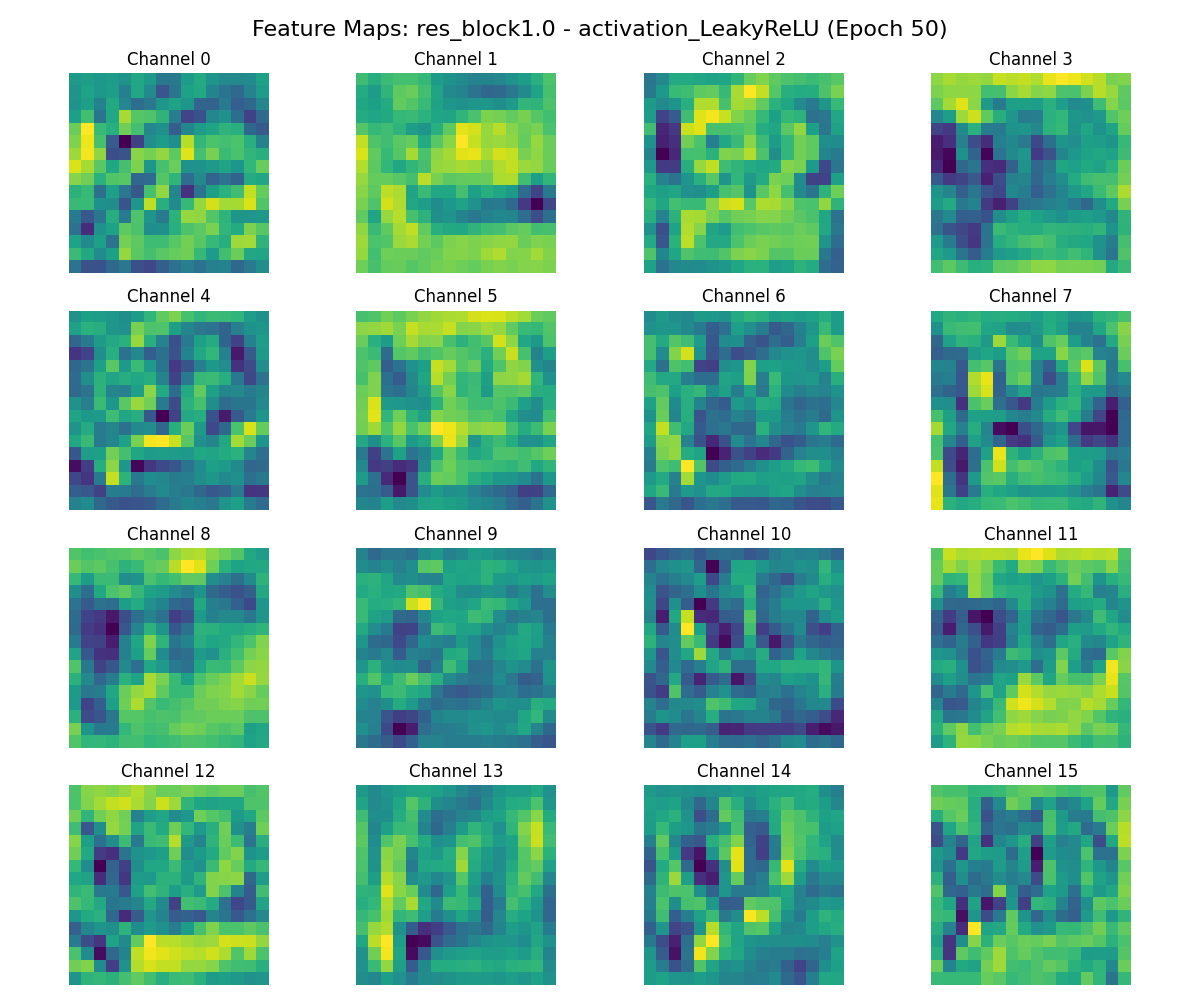 Feature Maps: res_block1.0 - activation_LeakyReLU (Epoch 50)
Channel 0
Channel 1
Channel 2
Channel 3
Channel 4
Channel 5
Channel 6
Channel 7
Channel 8
Channel 9
Channel 10
Channel 11
Channel 12
Channel 13
Channel 14
Channel 15